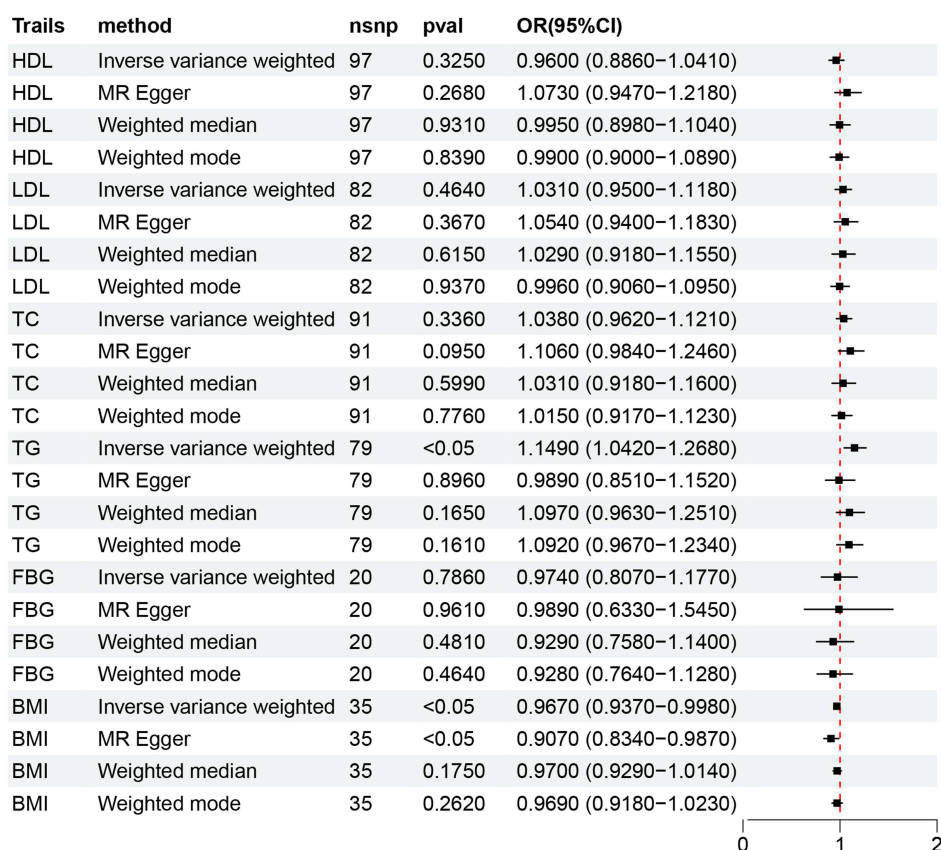 Trails method nsnp pval OR(95%CI)
HDL Inverse variance weighted 97 0.3250 0.9600 (0.8860−1.0410)
HDL MR Egger 97 0.2680 1.0730 (0.9470−1.2180)
HDL Weighted median 97 0.9310 0.9950 (0.8980−1.1040)
HDL Weighted mode 97 0.8390 0.9900 (0.9000−1.0890)
LDL Inverse variance weighted 82 0.4640 1.0310 (0.9500−1.1180)
LDL MR Egger 82 0.3670 1.0540 (0.9400−1.1830)
LDL Weighted median 82 0.6150 1.0290 (0.9180−1.1550)
LDL Weighted mode 82 0.9370 0.9960 (0.9060−1.0950)
TC Inverse variance weighted 91 0.3360 1.0380 (0.9620−1.1210)
TC MR Egger 91 0.0950 1.1060 (0.9840−1.2460)
TC Weighted median 91 0.5990 1.0310 (0.9180−1.1600)
TC Weighted mode 91 0.7760 1.0150 (0.9170−1.1230)
TG Inverse variance weighted 79 <0.05 1.1490 (1.0420−1.2680)
TG MR Egger 79 0.8960 0.9890 (0.8510−1.1520)
TG Weighted median 79 0.1650 1.0970 (0.9630−1.2510)
TG Weighted mode 79 0.1610 1.0920 (0.9670−1.2340)
FBG Inverse variance weighted 20 0.7860 0.9740 (0.8070−1.1770)
FBG MR Egger 20 0.9610 0.9890 (0.6330−1.5450)
FBG Weighted median 20 0.4810 0.9290 (0.7580−1.1400)
FBG Weighted mode 20 0.4640 0.9280 (0.7640−1.1280)
BMI Inverse variance weighted 35 <0.05 0.9670 (0.9370−0.9980)
BMI MR Egger 35 <0.05 0.9070 (0.8340−0.9870)
BMI Weighted median 35 0.1750 0.9700 (0.9290−1.0140)
BMI Weighted mode 35 0.2620 0.9690 (0.9180−1.0230)
0 1 2